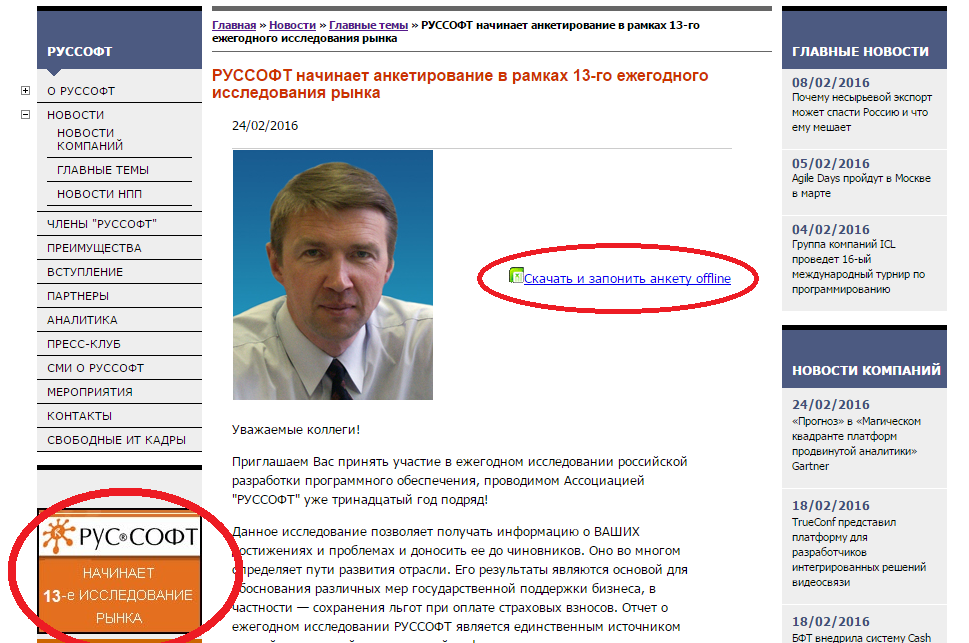 РУССОФТ
О РУССОФТ
НОВОСТИ
НОВОСТИ
КОМПАНИЙ
ГЛАВНЫЕ ТЕМЫ
НОВОСТИ НПП
ЧЛЕНЫ "РУССОФТ"
ПРЕИМУЩЕСТВА
ВСТУПЛЕНИЕ
ПАРТНЕРЫ
АНАЛИТИКА
ПРЕСС-КЛУБ
СМИ О РУССОФТ
МЕРОПРИЯТИЯ
КОНТАКТЫ
СВОБОДНЫЕ ИТ КАДРЫ
РУС®СОФТ
НАЧИНАЕТ
13-е ИССЛЕДОВАНИЕ
РЫНКА
Главная » Новости » Главные темы » РУССОФТ начинает анкетирование в рамках 13-го
ежегодного исследования рынка
РУССОФТ начинает анкетирование в рамках 13-го ежегодного
исследования рынка
24/02/2016
Скачать и запонить анкету offline
Уважаемые коллеги!
Приглашаем Вас принять участие в ежегодном исследовании российской
разработки программного обеспечения, проводимом Ассоциацией
"РУССОФТ" уже тринадцатый год подряд!
Данное исследование позволяет получать информацию о ВАШИХ
достижениях и проблемах и доносить ее до чиновников. Оно во многом
определяет пути развития отрасли. Его результаты являются основой для
обоснования различных мер государственной поддержки бизнеса, в
частности — сохранения льгот при оплате страховых взносов. Отчет о
ежегодном исследовании РУССОФТ является единственным источником
ГЛАВНЫЕ НОВОСТИ
08/02/2016
Почему несырьевой экспорт
может спасти Россию и что
ему мешает
05/02/2016
Agile Days пройдут в Москве
в марте
04/02/2016
Группа компаний ICL
проведет 16-ый
международный турнир по
программированию
НОВОСТИ КОМПАНИЙ
24/02/2016
«Прогноз» в «Магическом
квадранте платформ
продвинутой аналитики»
Gartner
18/02/2016
TrueConf представил
платформу для
разработчиков
интегрированных решений
видеосвязи
18/02/2016
БФТ внедрила систему Cash